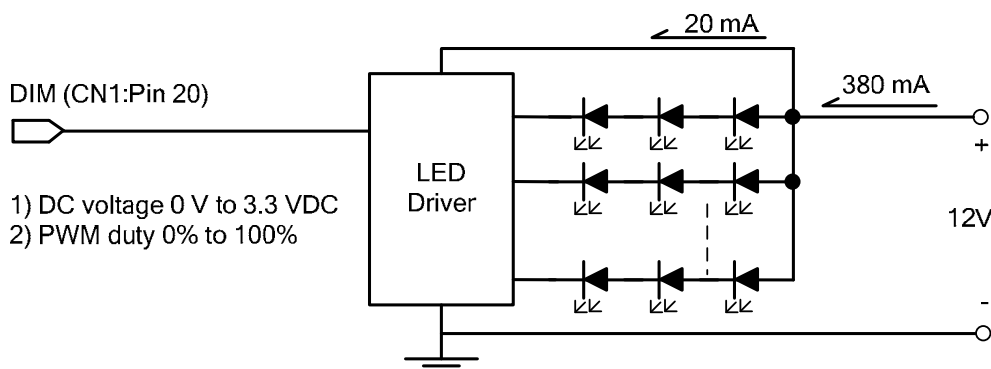 20 mA
380 mA
DIM (CN1:Pin 20)
LED
Driver
1) DC voltage 0 V to 3.3 VDC
2) PWM duty 0% to 100%
+
12V
-